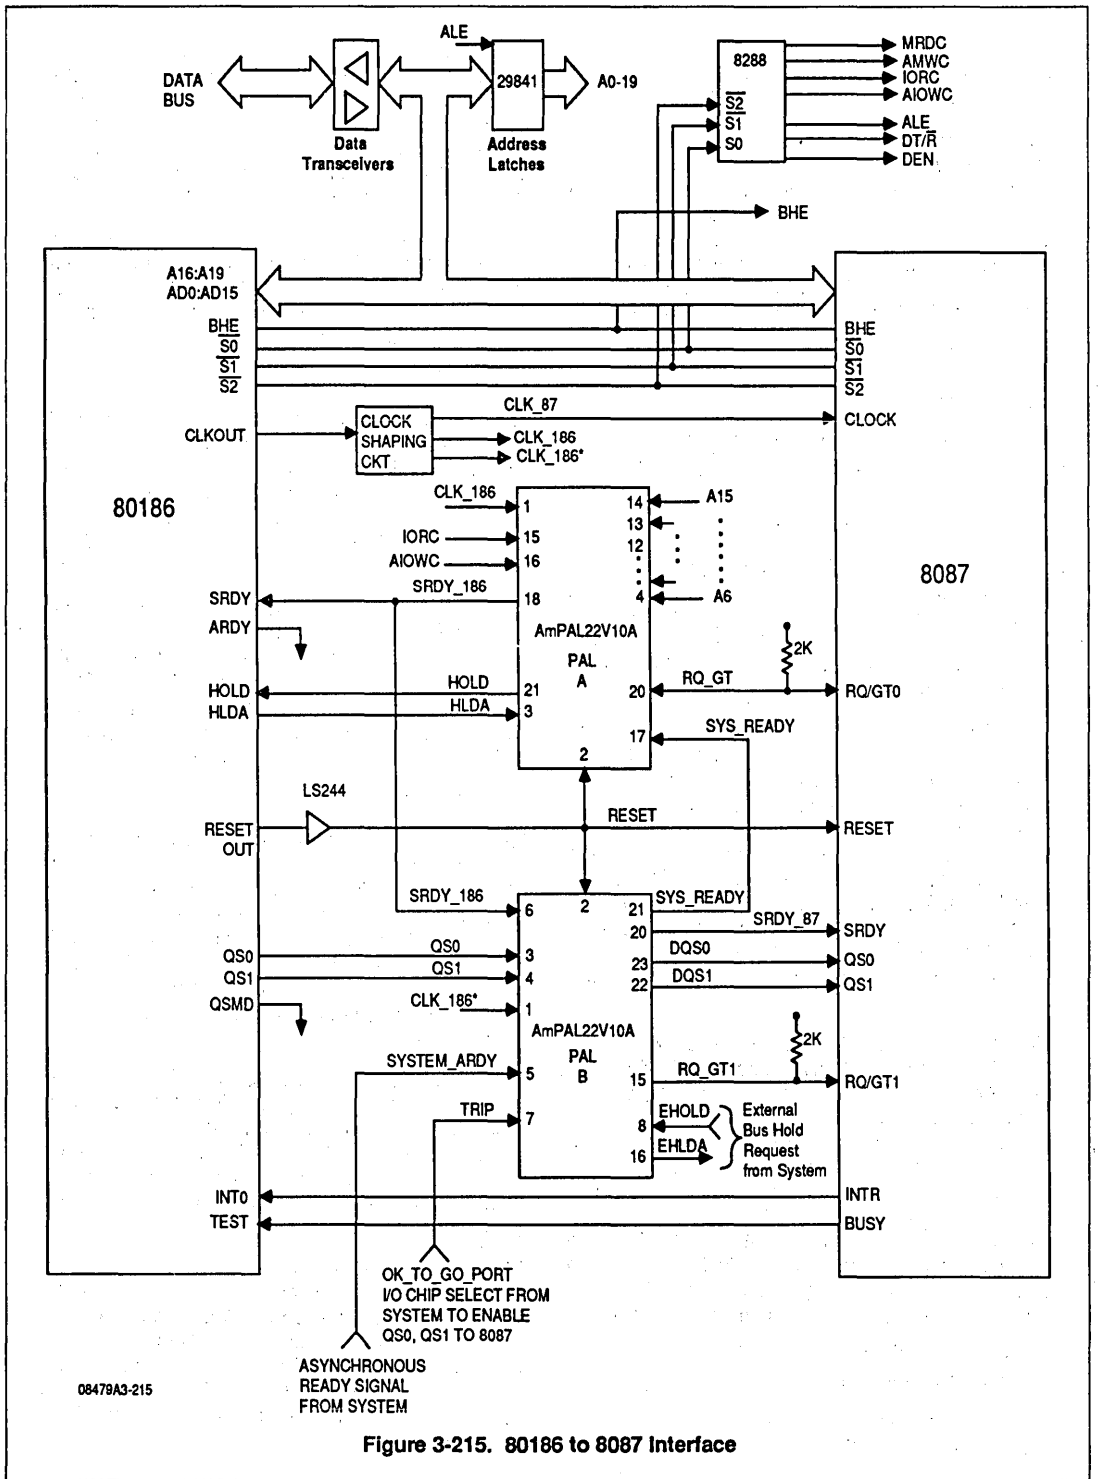 ALE
DATA
BUS
29841
A0-19
Data
Transceivers
Address
Latches
8288
S2
S1
S0
MRDC
AMWC
IORC
AIOWC
ALE
DT/R
DEN
BHE
A16:A19
AD0:AD15
BHE
S0
S1
S2
BHE
S0
S1
S2
CLKOUT
CLOCK
SHAPING
CKT
CLK_87
CLK_186
CLK_186*
CLOCK
80186
8087
CLK_186
1
IORC
15
AIOWC
16
SRDY_186
18
14
A15
13
12
4
A6
SRDY
ARDY
AmPAL22V10A
PAL
A
2K
HOLD
HOLD
21
HLDA
HLDA
3
20
RQ_GT
RQ/GT0
17
SYS_READY
2
LS244
RESET
OUT
RESET
RESET
SRDY_186
6
2
21
SYS_READY
20
SRDY_87
SRDY
QS0
QS0
3
23
DQS0
QS0
QS1
QS1
4
22
DQS1
QS1
QSMD
CLK_186*
1
AmPAL22V10A
PAL
B
2K
SYSTEM_ARDY
5
15
RQ_GT1
RQ/GT1
TRIP
7
8
EHOLD
16
EHLDA
External
Bus Hold
Request
from System
INT0
INTR
TEST
BUSY
OK_TO_GO_PORT
I/O CHIP SELECT FROM
SYSTEM TO ENABLE
QS0, QS1 TO 8087
ASYNCHRONOUS
READY SIGNAL
FROM SYSTEM
08479A3-215
Figure 3-215. 80186 to 8087 Interface